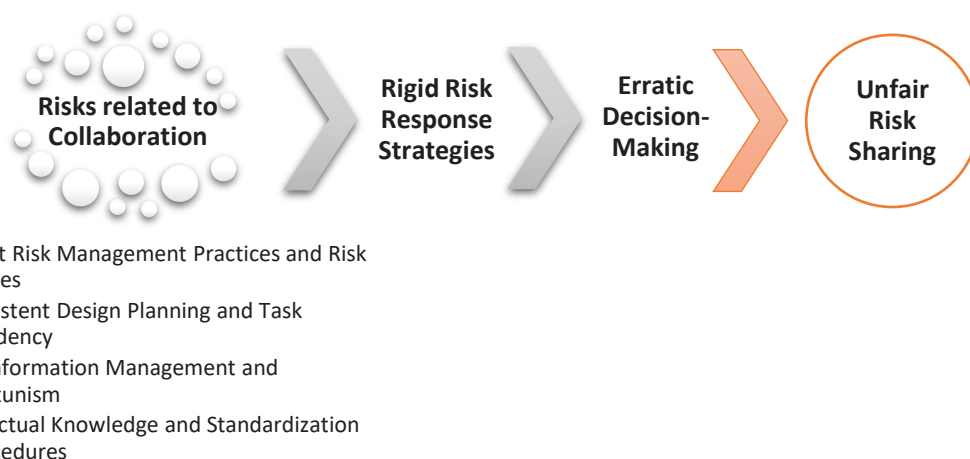 Risks related to
Collaboration
Rigid Risk
Response
Strategies
Erratic
Decision-
Making
Unfair
Risk
Sharing
t Risk Management Practices and Risk
es
stent Design Planning and Task
dency
formation Management and
tunism
ctual Knowledge and Standardization
cedures